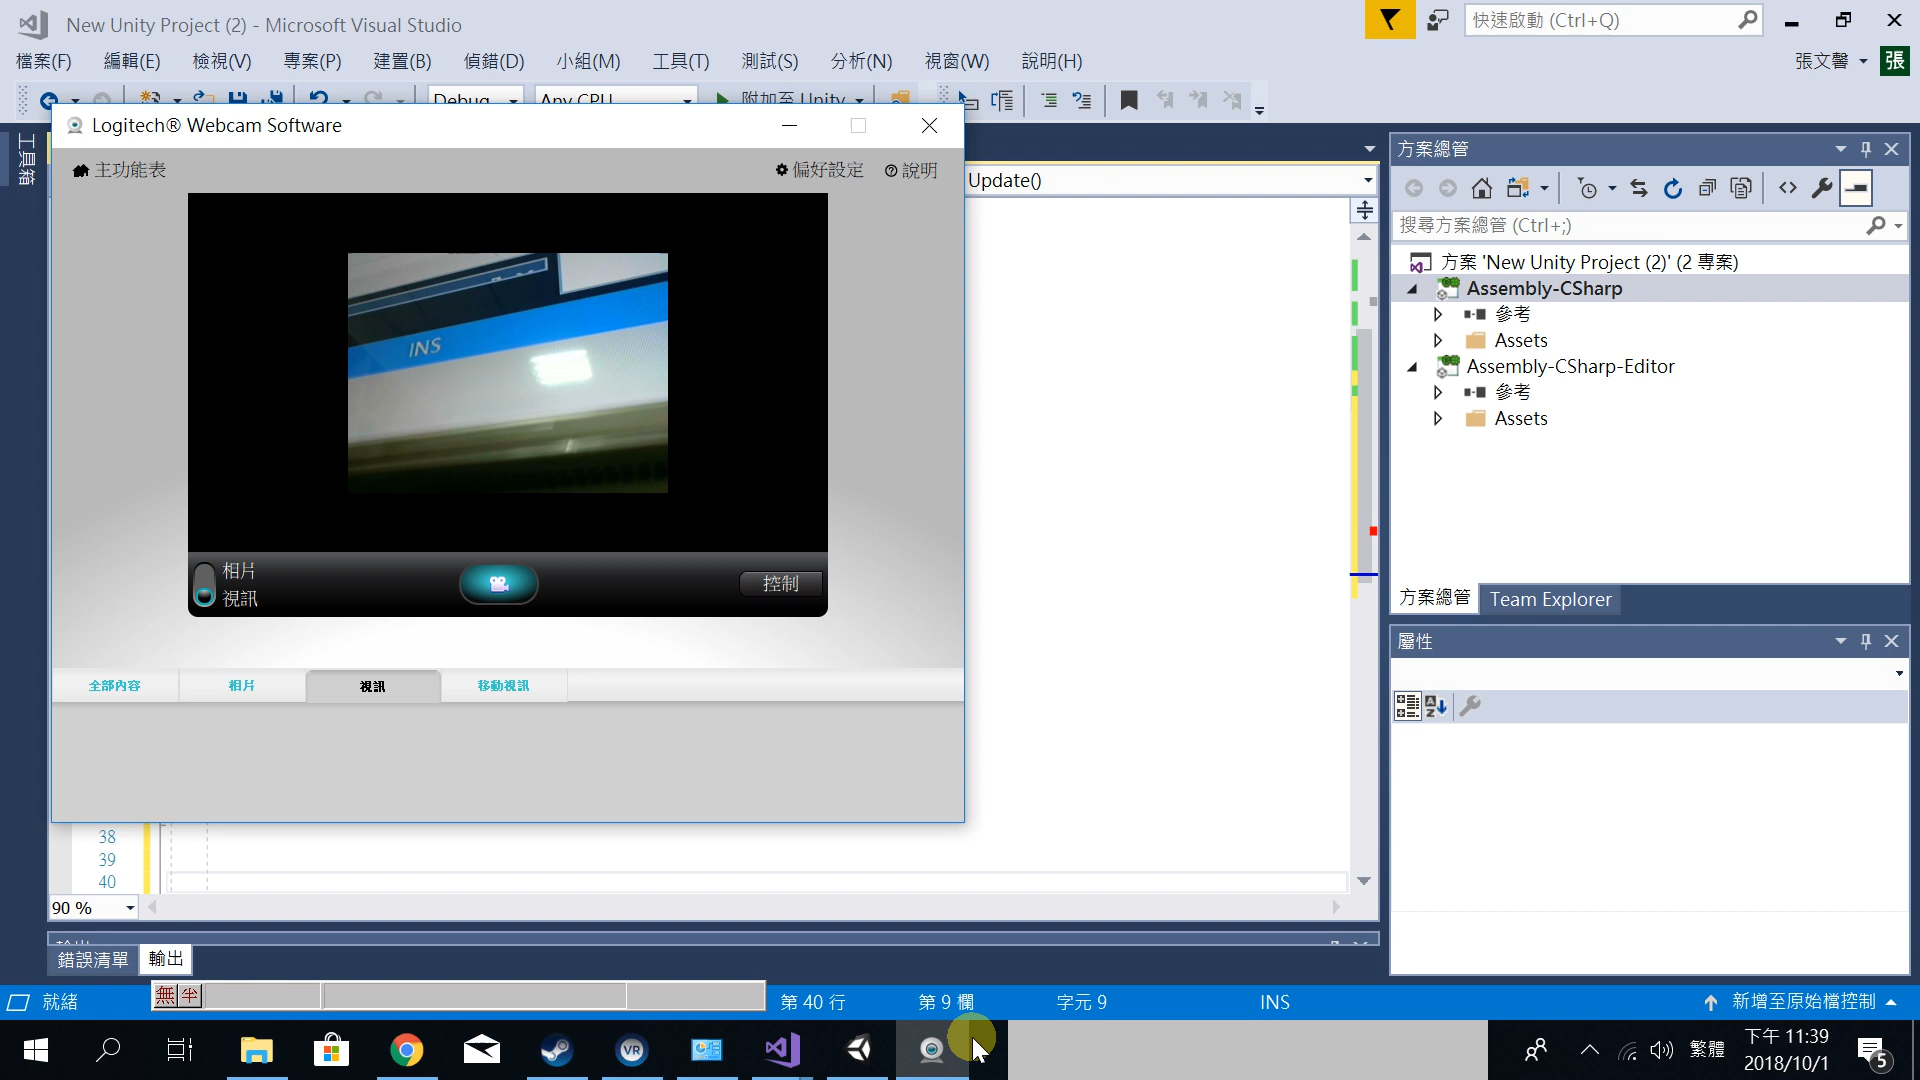 New Unity Project (2) - Microsoft Visual Studio
快速啟動 (Ctrl+Q)
檔案(F) 編輯(E) 檢視(V) 專案(P) 建置(B) 偵錯(D) 小組(M) 工具(T) 測試(S) 分析(N) 視窗(W) 說明(H)
張文馨 張
Debug Any CPU 附加至 Unity
工具箱
Logitech® Webcam Software
主功能表 偏好設定 說明
Update()
INS
相片
視訊
控制
全部內容 相片 視訊 移動視訊
38
39
40
90 %
錯誤清單 輸出
方案總管
搜尋方案總管 (Ctrl+;)
方案 'New Unity Project (2)' (2 專案)
Assembly-CSharp
參考
Assets
Assembly-CSharp-Editor
參考
Assets
方案總管 Team Explorer
屬性
就緒 無 半 第 40 行 第 9 欄 字元 9 INS 新增至原始檔控制
VR
繁體
下午 11:39
2018/10/1
5